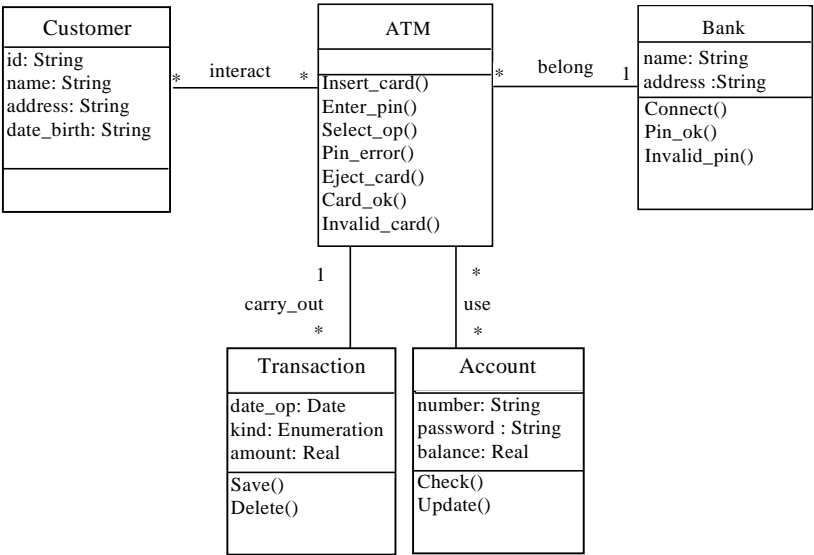 Customer
id: String
name: String
address: String
date_birth: String
*
interact
*
ATM
Insert_card()
Enter_pin()
Select_op()
Pin_error()
Eject_card()
Card_ok()
Invalid_card()
*
belong
1
Bank
name: String
address :String
Connect()
Pin_ok()
Invalid_pin()
1
carry_out
*
*
use
*
Transaction
date_op: Date
kind: Enumeration
amount: Real
Save()
Delete()
Account
number: String
password : String
balance: Real
Check()
Update()